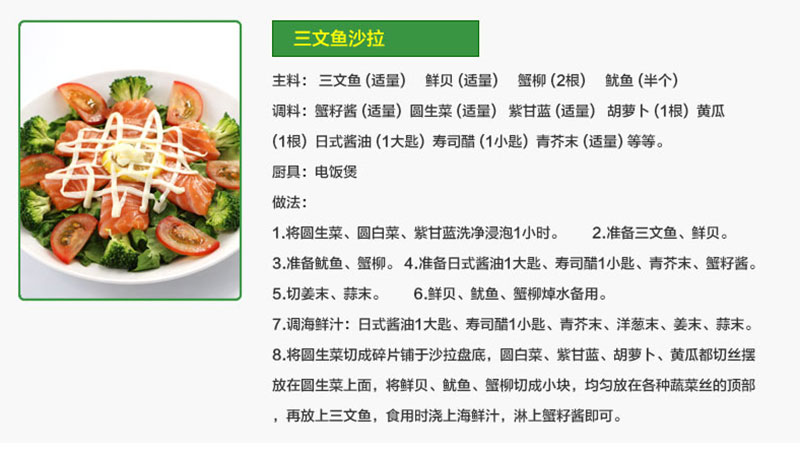 三文鱼沙拉
主料： 三文鱼 (适量)　鲜贝 (适量)　蟹柳 (2根)　鱿鱼 (半个)
调料：蟹籽酱 (适量) 圆生菜 (适量)　紫甘蓝 (适量)　胡萝卜 (1根) 黄瓜
(1根) 日式酱油 (1大匙) 寿司醋 (1小匙) 青芥末 (适量) 等等。
厨具：电饭煲
做法：
1.将圆生菜、圆白菜、紫甘蓝洗净浸泡1小时。　　2.准备三文鱼、鲜贝。
3.准备鱿鱼、蟹柳。 4.准备日式酱油1大匙、寿司醋1小匙、青芥末、蟹籽酱。
5.切姜末、蒜末。　　6.鲜贝、鱿鱼、蟹柳焯水备用。
7.调海鲜汁：日式酱油1大匙、寿司醋1小匙、青芥末、洋葱末、姜末、蒜末。
8.将圆生菜切成碎片铺于沙拉盘底，圆白菜、紫甘蓝、胡萝卜、黄瓜都切丝摆
放在圆生菜上面，将鲜贝、鱿鱼、蟹柳切成小块，均匀放在各种蔬菜丝的顶部
，再放上三文鱼，食用时浇上海鲜汁，淋上蟹籽酱即可。